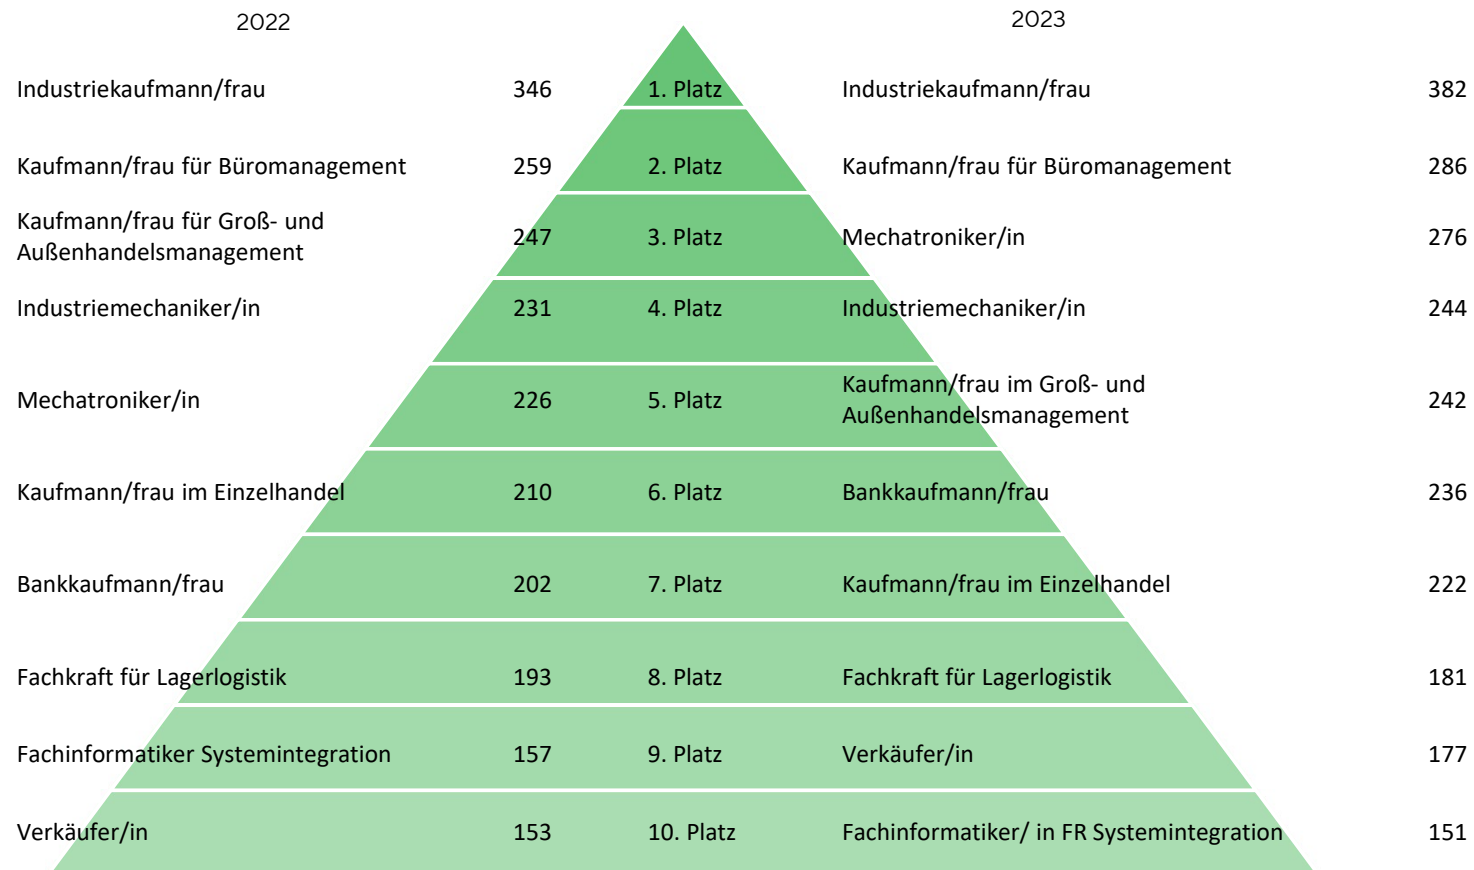 2022 2023
Industriekaufmann/frau 346 1. Platz Industriekaufmann/frau 382
Kaufmann/frau für Büromanagement 259 2. Platz Kaufmann/frau für Büromanagement 286
Kaufmann/frau für Groß- und
Außenhandelsmanagement 247 3. Platz Mechatroniker/in 276
Industriemechaniker/in 231 4. Platz Industriemechaniker/in 244
Mechatroniker/in 226 5. Platz Kaufmann/frau im Groß- und
Außenhandelsmanagement 242
Kaufmann/frau im Einzelhandel 210 6. Platz Bankkaufmann/frau 236
Bankkaufmann/frau 202 7. Platz Kaufmann/frau im Einzelhandel 222
Fachkraft für Lagerlogistik 193 8. Platz Fachkraft für Lagerlogistik 181
Fachinformatiker Systemintegration 157 9. Platz Verkäufer/in 177
Verkäufer/in 153 10. Platz Fachinformatiker/ in FR Systemintegration 151